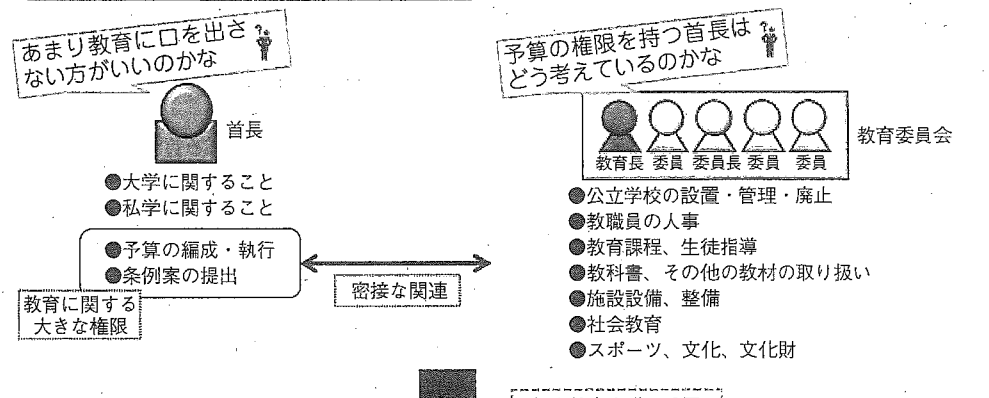 あまり教育に口を出さ
ない方がいいのかな
首長
●大学に関すること
●私学に関すること
●予算の編成・執行
●条例案の提出
教育に関する
大きな権限
密接な関連
予算の権限を持つ首長は
どう考えているのかな
教育長 委員 委員長 委員 委員
教育委員会
●公立学校の設置・管理・廃止
●教職員の人事
●教育課程、生徒指導
●教科書、その他の教材の取り扱い
●施設設備、整備
●社会教育
●スポーツ、文化、文化財